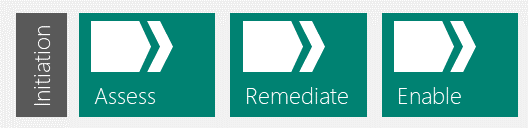 Initiation
Assess
Remediate
Enable